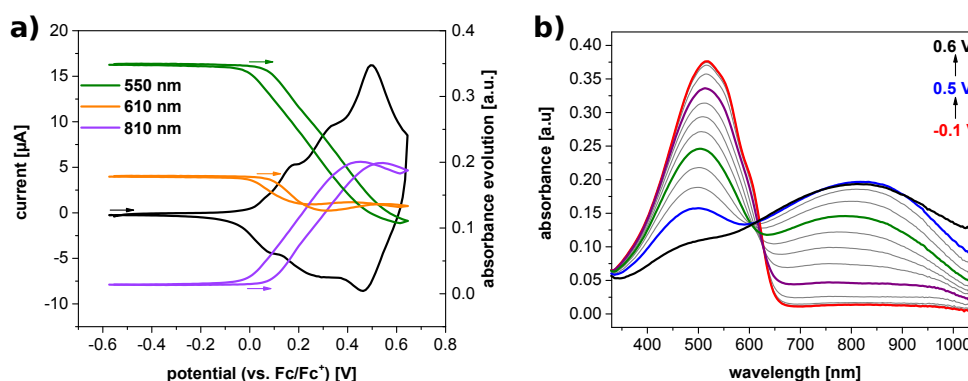 a)
20
15
10
5
0
-5
-10
current [µA]
550 nm
610 nm
810 nm
0.4
0.3
0.2
0.1
0.0
absorbance evolution [a.u.]
-0.6 -0.4 -0.2 0.0 0.2 0.4 0.6 0.8
potential (vs. Fc/Fc+) [V]
b)
0.40
0.35
0.30
0.25
0.20
0.15
0.10
0.05
0.00
absorbance [a.u]
0.6 V
0.5 V
-0.1 V
400 500 600 700 800 900 1000
wavelength [nm]